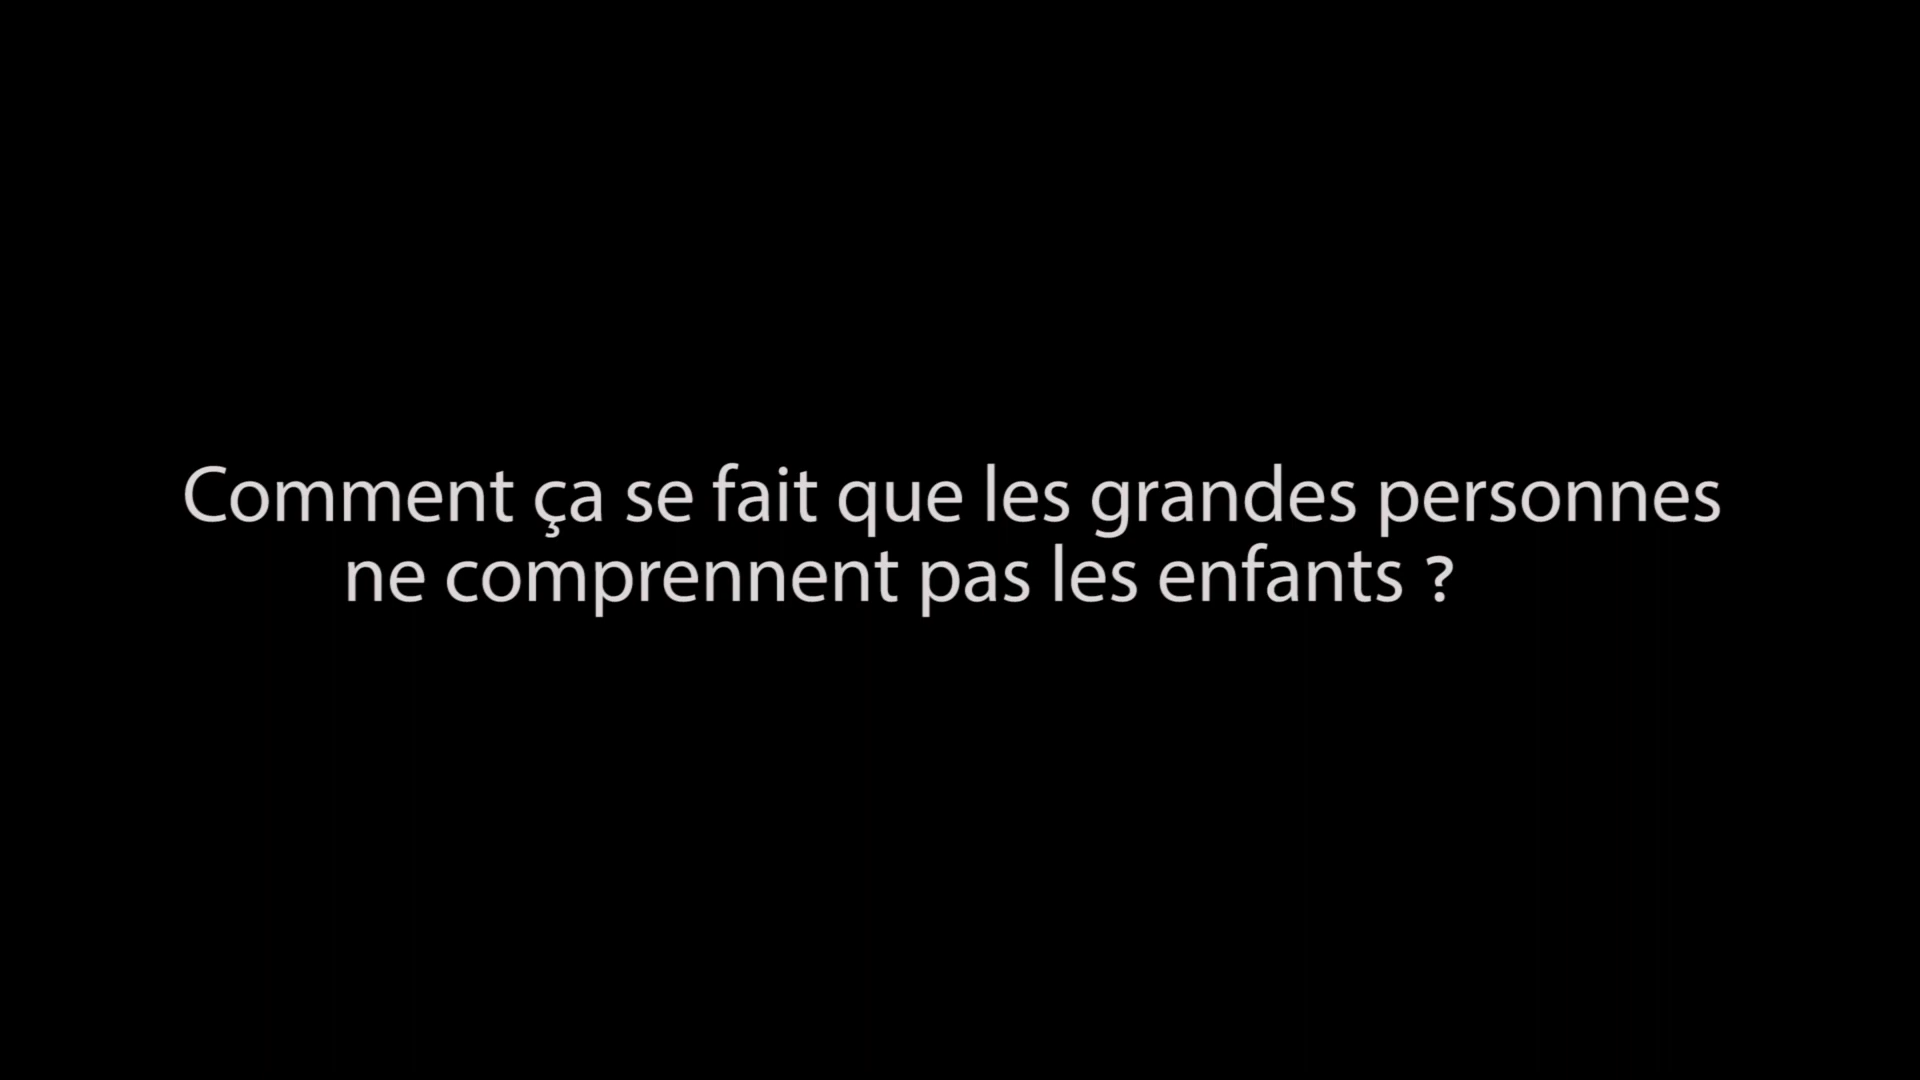 Comment ça se fait que les grandes personnes
ne comprennent pas les enfants ?